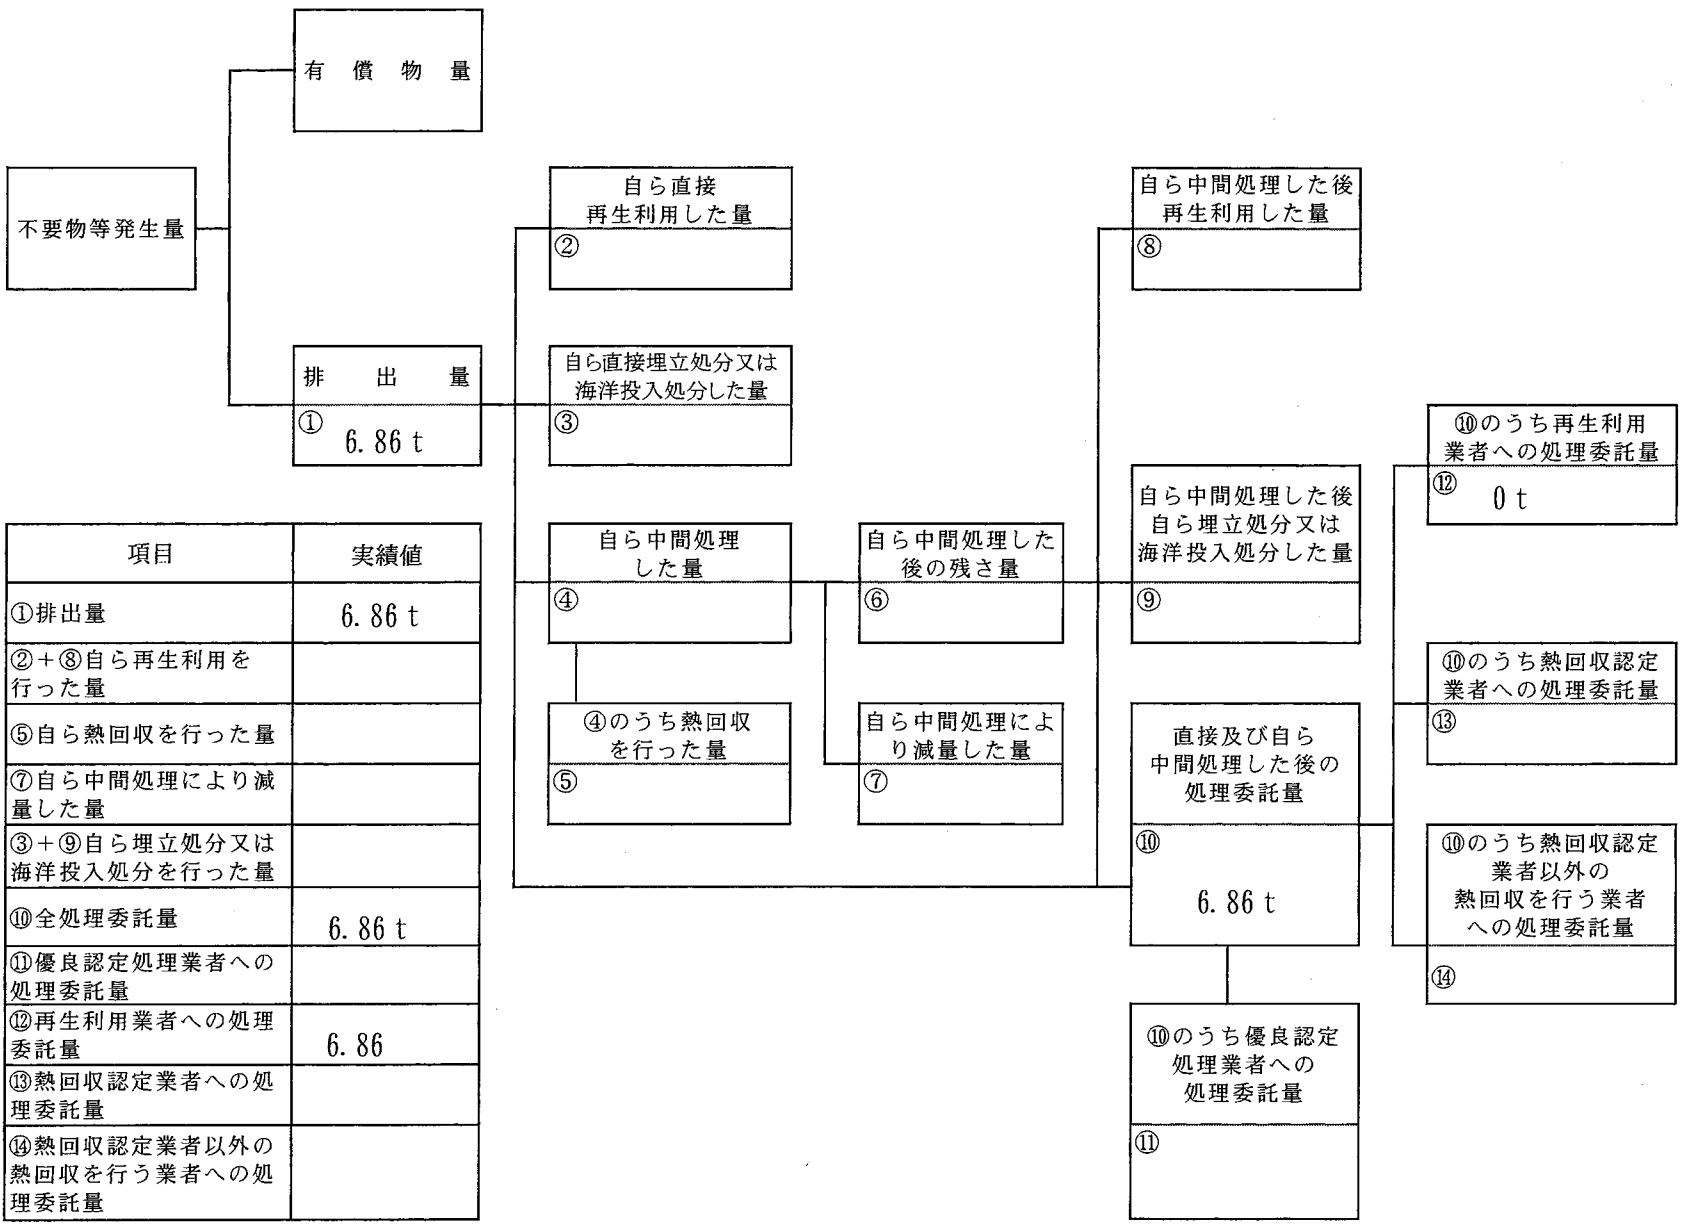 有償物量
不要物等発生量
排出量
①
6.86 t
自ら直接
再生利用した量
②
自ら直接埋立処分又は
海洋投入処分した量
③
自ら中間処理
した量
④
④のうち熱回収
を行った量
⑤
自ら中間処理した
後の残さ量
⑥
自ら中間処理によ
り減量した量
⑦
自ら中間処理した後
再生利用した量
⑧
自ら中間処理した後
自ら埋立処分又は
海洋投入処分した量
⑨
直接及び自ら
中間処理した後の
処理委託量
⑩
6.86 t
⑩のうち優良認定
処理業者への
処理委託量
⑪
⑩のうち再生利用
業者への処理委託量
⑫
0 t
⑩のうち熱回収認定
業者への処理委託量
⑬
⑩のうち熱回収認定
業者以外の
熱回収を行う業者
への処理委託量
⑭
項目
実績値
①排出量
6.86 t
②+⑧自ら再生利用を
行った量
⑤自ら熱回収を行った量
⑦自ら中間処理により減
量した量
③+⑨自ら埋立処分又は
海洋投入処分を行った量
⑩全処理委託量
6.86 t
⑪優良認定処理業者への
処理委託量
⑫再生利用業者への処理
委託量
6.86
⑬熱回収認定業者への処
理委託量
⑭熱回収認定業者以外の
熱回収を行う業者への処
理委託量